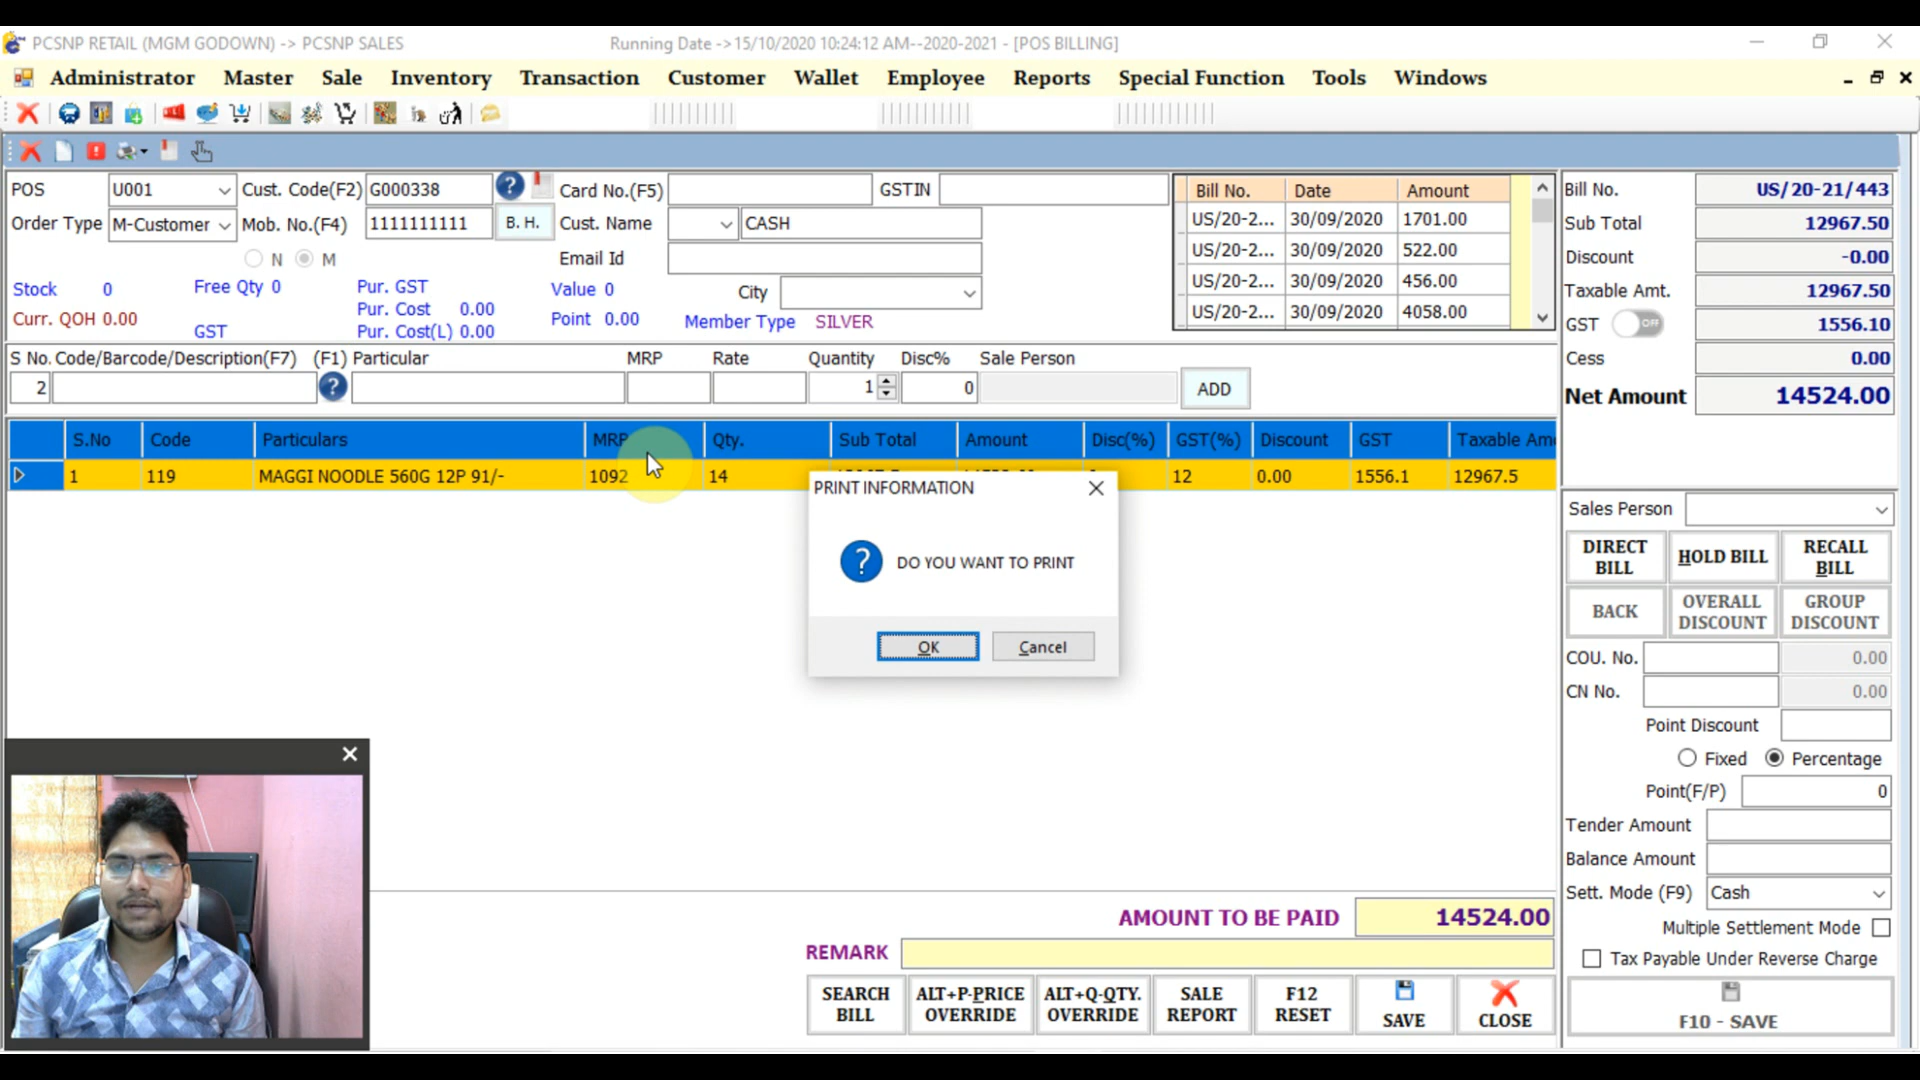 PCSNP RETAIL (MGM GODOWN) -> PCSNP SALES
Running Date ->15/10/2020 10:24:12 AM--2020-2021 - [POS BILLING]
Administrator Master Sale Inventory Transaction Customer Wallet Employee Reports Special Function Tools Windows
POS U001 Cust. Code(F2) G000338 Card No.(F5) GSTIN
Order Type M-Customer Mob. No.(F4) 1111111111 B. H. Cust. Name CASH
N M Email Id
Stock 0 Free Qty 0 Pur. GST Value 0 City
Curr. QOH 0.00 Pur. Cost 0.00 Point 0.00 Member Type SILVER
GST Pur. Cost(L) 0.00
Bill No. Date Amount
US/20-2... 30/09/2020 1701.00
US/20-2... 30/09/2020 522.00
US/20-2... 30/09/2020 456.00
US/20-2... 30/09/2020 4058.00
Bill No. US/20-21/443
Sub Total 12967.50
Discount -0.00
Taxable Amt. 12967.50
GST OFF 1556.10
Cess 0.00
Net Amount 14524.00
S No. Code/Barcode/Description(F7) (F1) Particular MRP Rate Quantity Disc% Sale Person
2 1 0 ADD
S.No Code Particulars MRP Qty. Sub Total Amount Disc(%) GST(%) Discount GST Taxable Am
1 119 MAGGI NOODLE 560G 12P 91/- 1092 14 12 0.00 1556.1 12967.5
PRINT INFORMATION
DO YOU WANT TO PRINT
OK Cancel
Sales Person
DIRECT BILL HOLD BILL RECALL BILL
BACK OVERALL DISCOUNT GROUP DISCOUNT
COU. No. 0.00
CN No. 0.00
Point Discount
Fixed Percentage
Point(F/P) 0
Tender Amount
Balance Amount
Sett. Mode (F9) Cash
Multiple Settlement Mode
Tax Payable Under Reverse Charge
F10 - SAVE
AMOUNT TO BE PAID 14524.00
REMARK
SEARCH BILL ALT+P-PRICE OVERRIDE ALT+Q-QTY. OVERRIDE SALE REPORT F12 RESET SAVE CLOSE